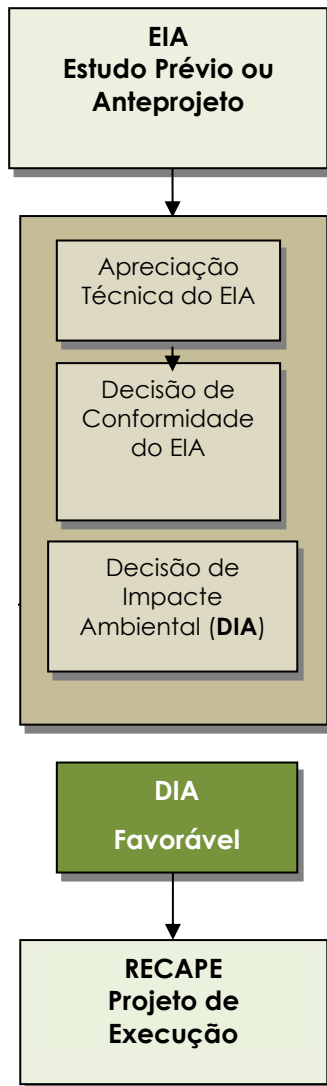 EIA
Estudo Prévio ou
Anteprojeto
Apreciação
Técnica do EIA
Decisão de
Conformidade
do EIA
Decisão de
Impacte
Ambiental (DIA)
DIA
Favorável
RECAPE
Projeto de
Execução